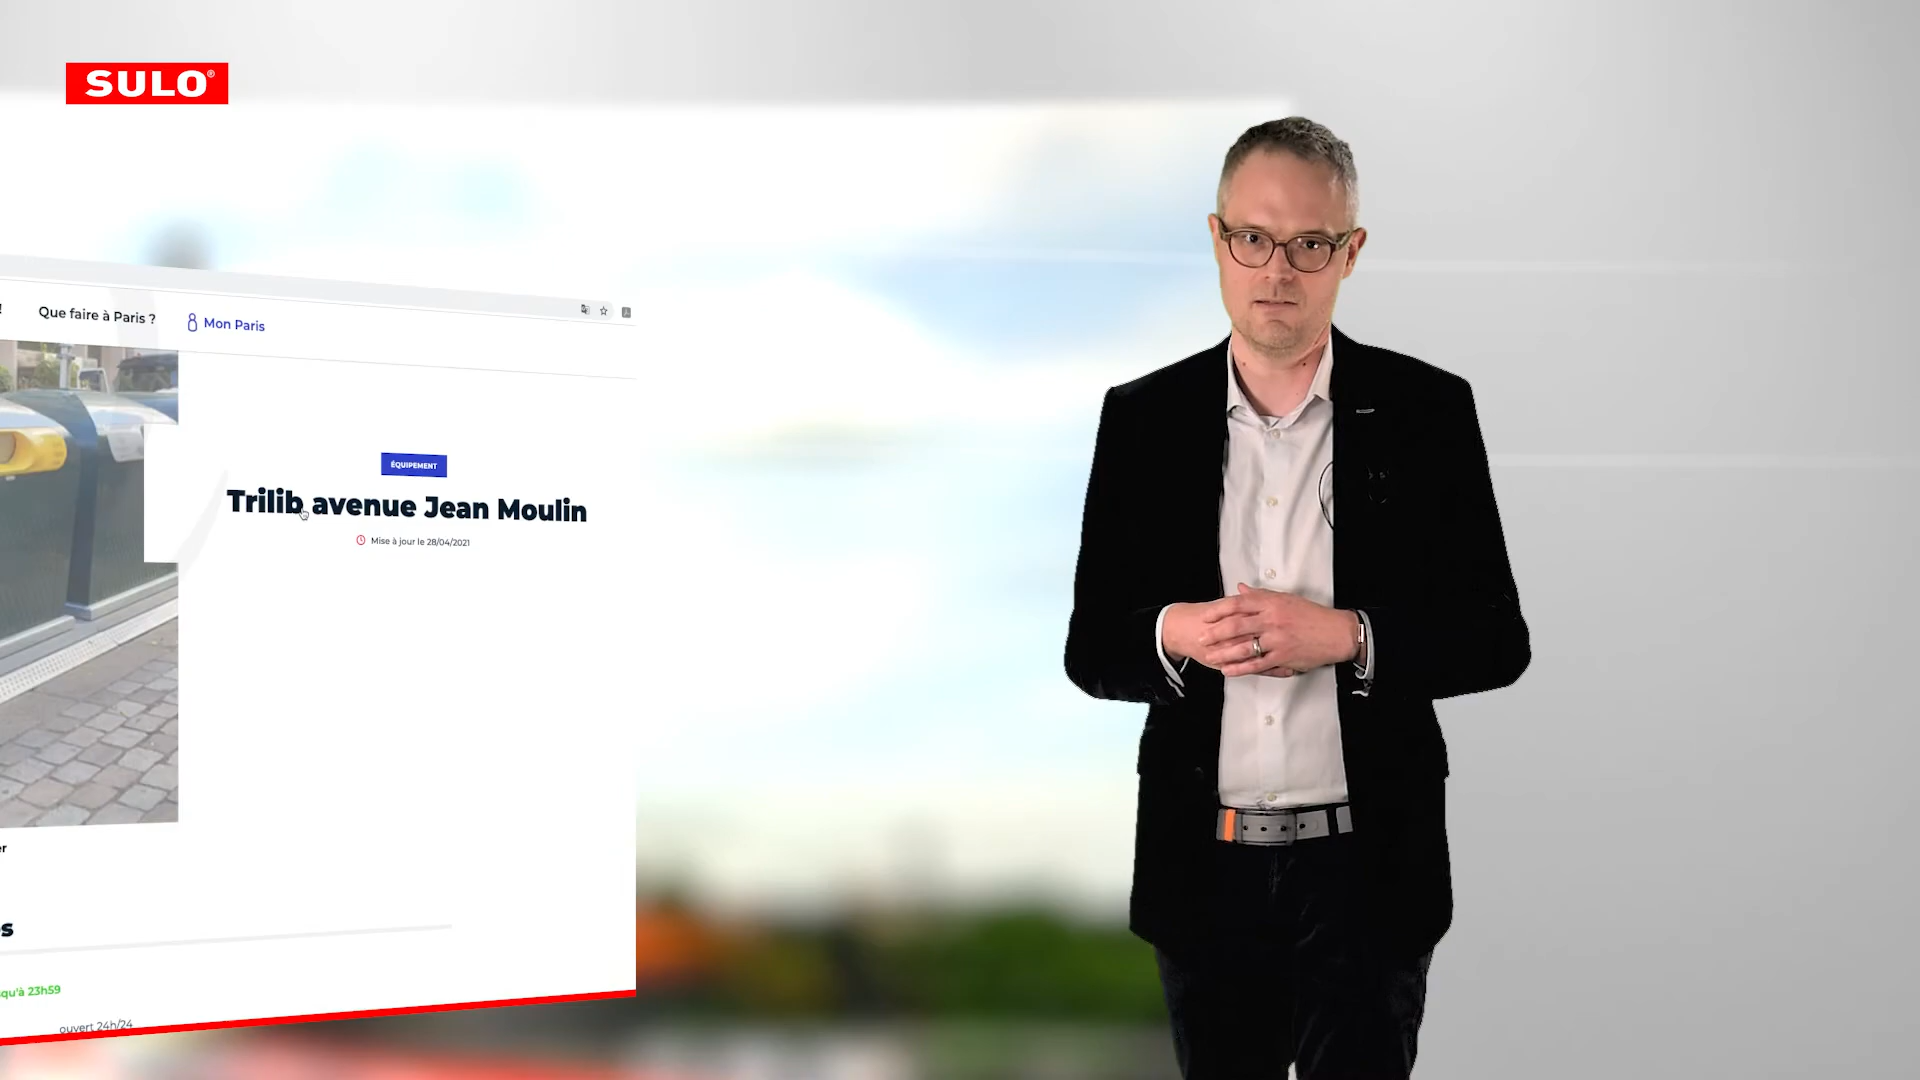 SULO®
Que faire à Paris ?
Mon Paris
ÉQUIPEMENT
Trilib avenue Jean Moulin
Mise à jour le 28/04/2021
23h59
ouvert 24h/24